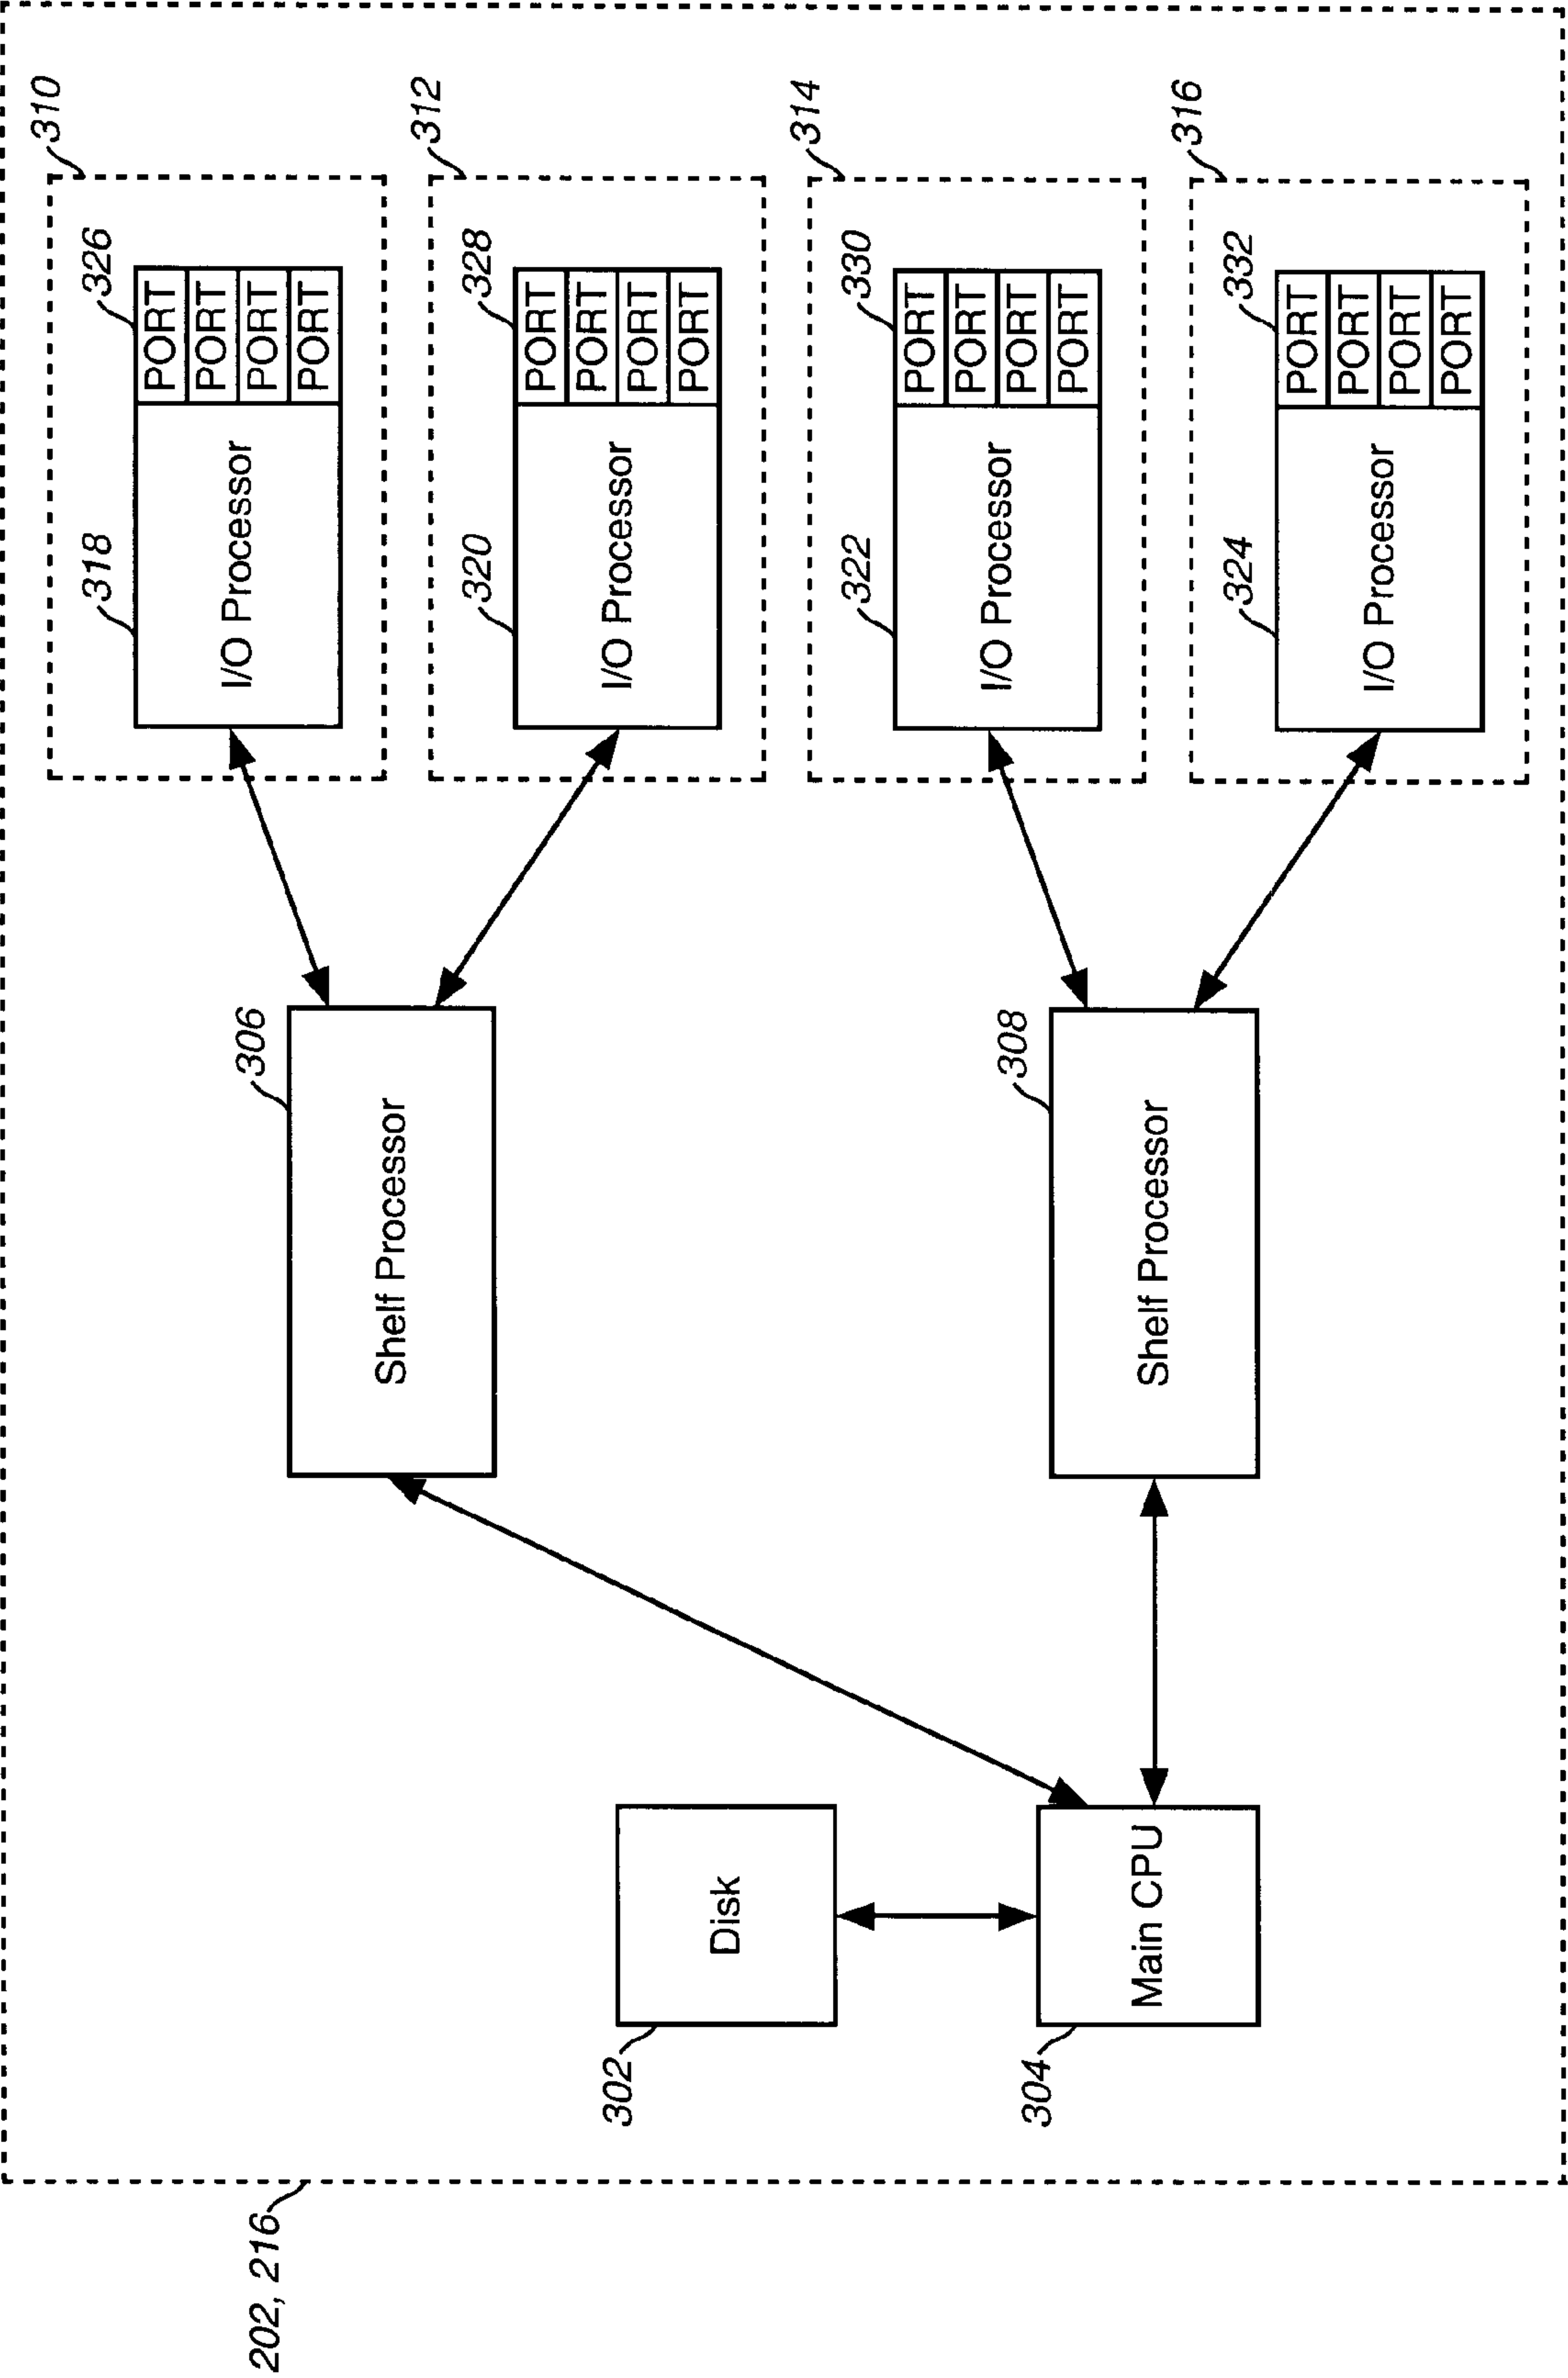 202, 216
302
Disk
304
Main CPU
306
Shelf Processor
308
Shelf Processor
310
318
I/O Processor
326
PORT
PORT
PORT
PORT
312
320
I/O Processor
328
PORT
PORT
PORT
PORT
314
322
I/O Processor
330
PORT
PORT
PORT
PORT
316
324
I/O Processor
332
PORT
PORT
PORT
PORT